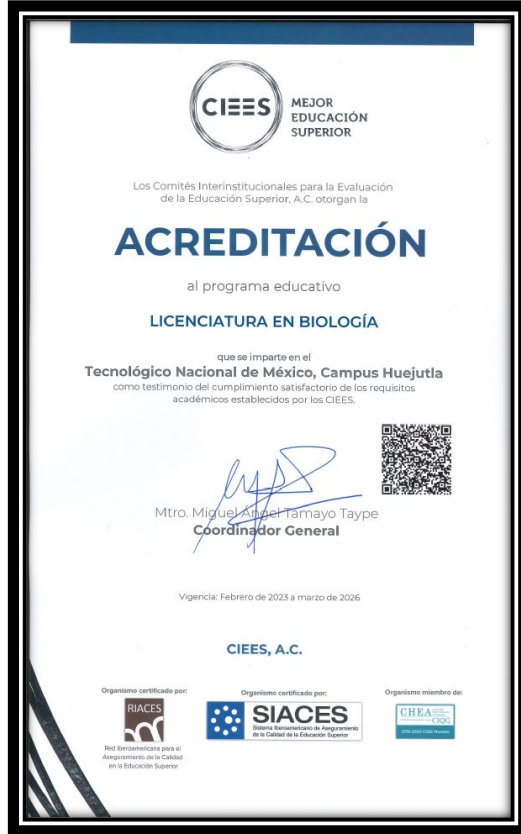 CIEES
MEJOR
EDUCACIÓN
SUPERIOR
Los Comités Interinstitucionales para la Evaluación
de la Educación Superior, A.C. otorgan la
ACREDITACIÓN
al programa educativo
LICENCIATURA EN BIOLOGÍA
que se imparte en el
Tecnológico Nacional de México, Campus Huejutla
como testimonio del cumplimiento satisfactorio de los requisitos
académicos establecidos por los CIEES.
Mtro. Miguel Ángel Tamayo Taype
Coordinador General
Vigencia: Febrero de 2023 a marzo de 2026
CIEES, A.C.
Organismo certificado por:
RIACES
Red Iberoamericana para el
Aseguramiento de la Calidad
en la Educación Superior
Organismo certificado por:
SIACES
Sistema Iberoamericano de Aseguramiento
de la Calidad de la Educación Superior
Organismo miembro de:
CHEA
CIQG